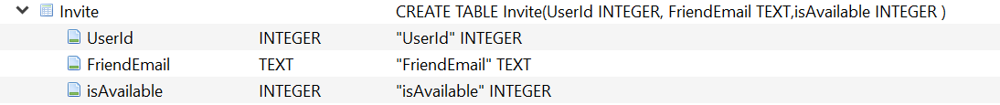 Invite CREATE TABLE Invite(UserId INTEGER, FriendEmail TEXT,isAvailable INTEGER )
UserId INTEGER "UserId" INTEGER
FriendEmail TEXT "FriendEmail" TEXT
isAvailable INTEGER "isAvailable" INTEGER